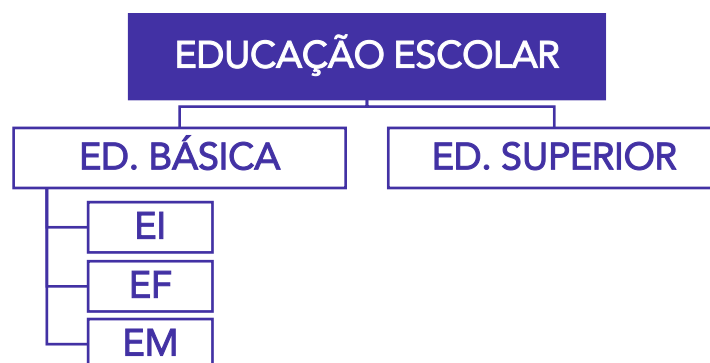 EDUCAÇÃO ESCOLAR
ED. BÁSICA
ED. SUPERIOR
EI
EF
EM